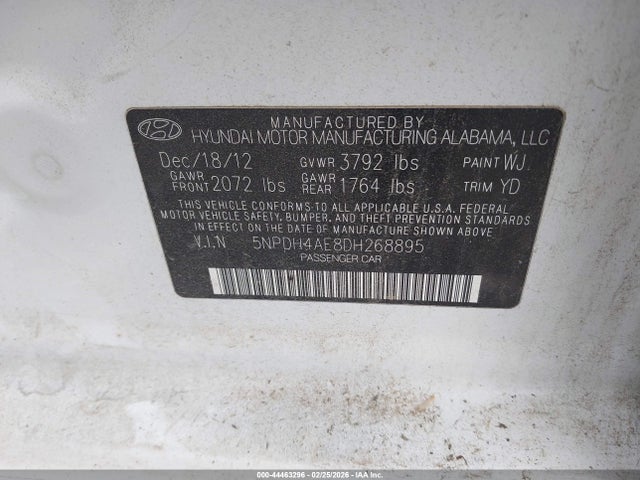 MANUFACTURED BY
HYUNDAI MOTOR MANUFACTURING ALABAMA, LLC
Dec/18/12 GVWR 3792 lbs PAINT WJ
GAWR FRONT 2072 lbs GAWR REAR 1764 lbs TRIM YD
THIS VEHICLE CONFORMS TO ALL APPLICABLE U.S.A. FEDERAL
MOTOR VEHICLE SAFETY, BUMPER, AND THEFT PREVENTION STANDARDS
IN EFFECT ON THE DATE OF MANUFACTURE SHOWN ABOVE
V.I.N 5NPDH4AE8DH268895
PASSENGER CAR
000-44463296 - 02/25/2026 - IAA Inc.